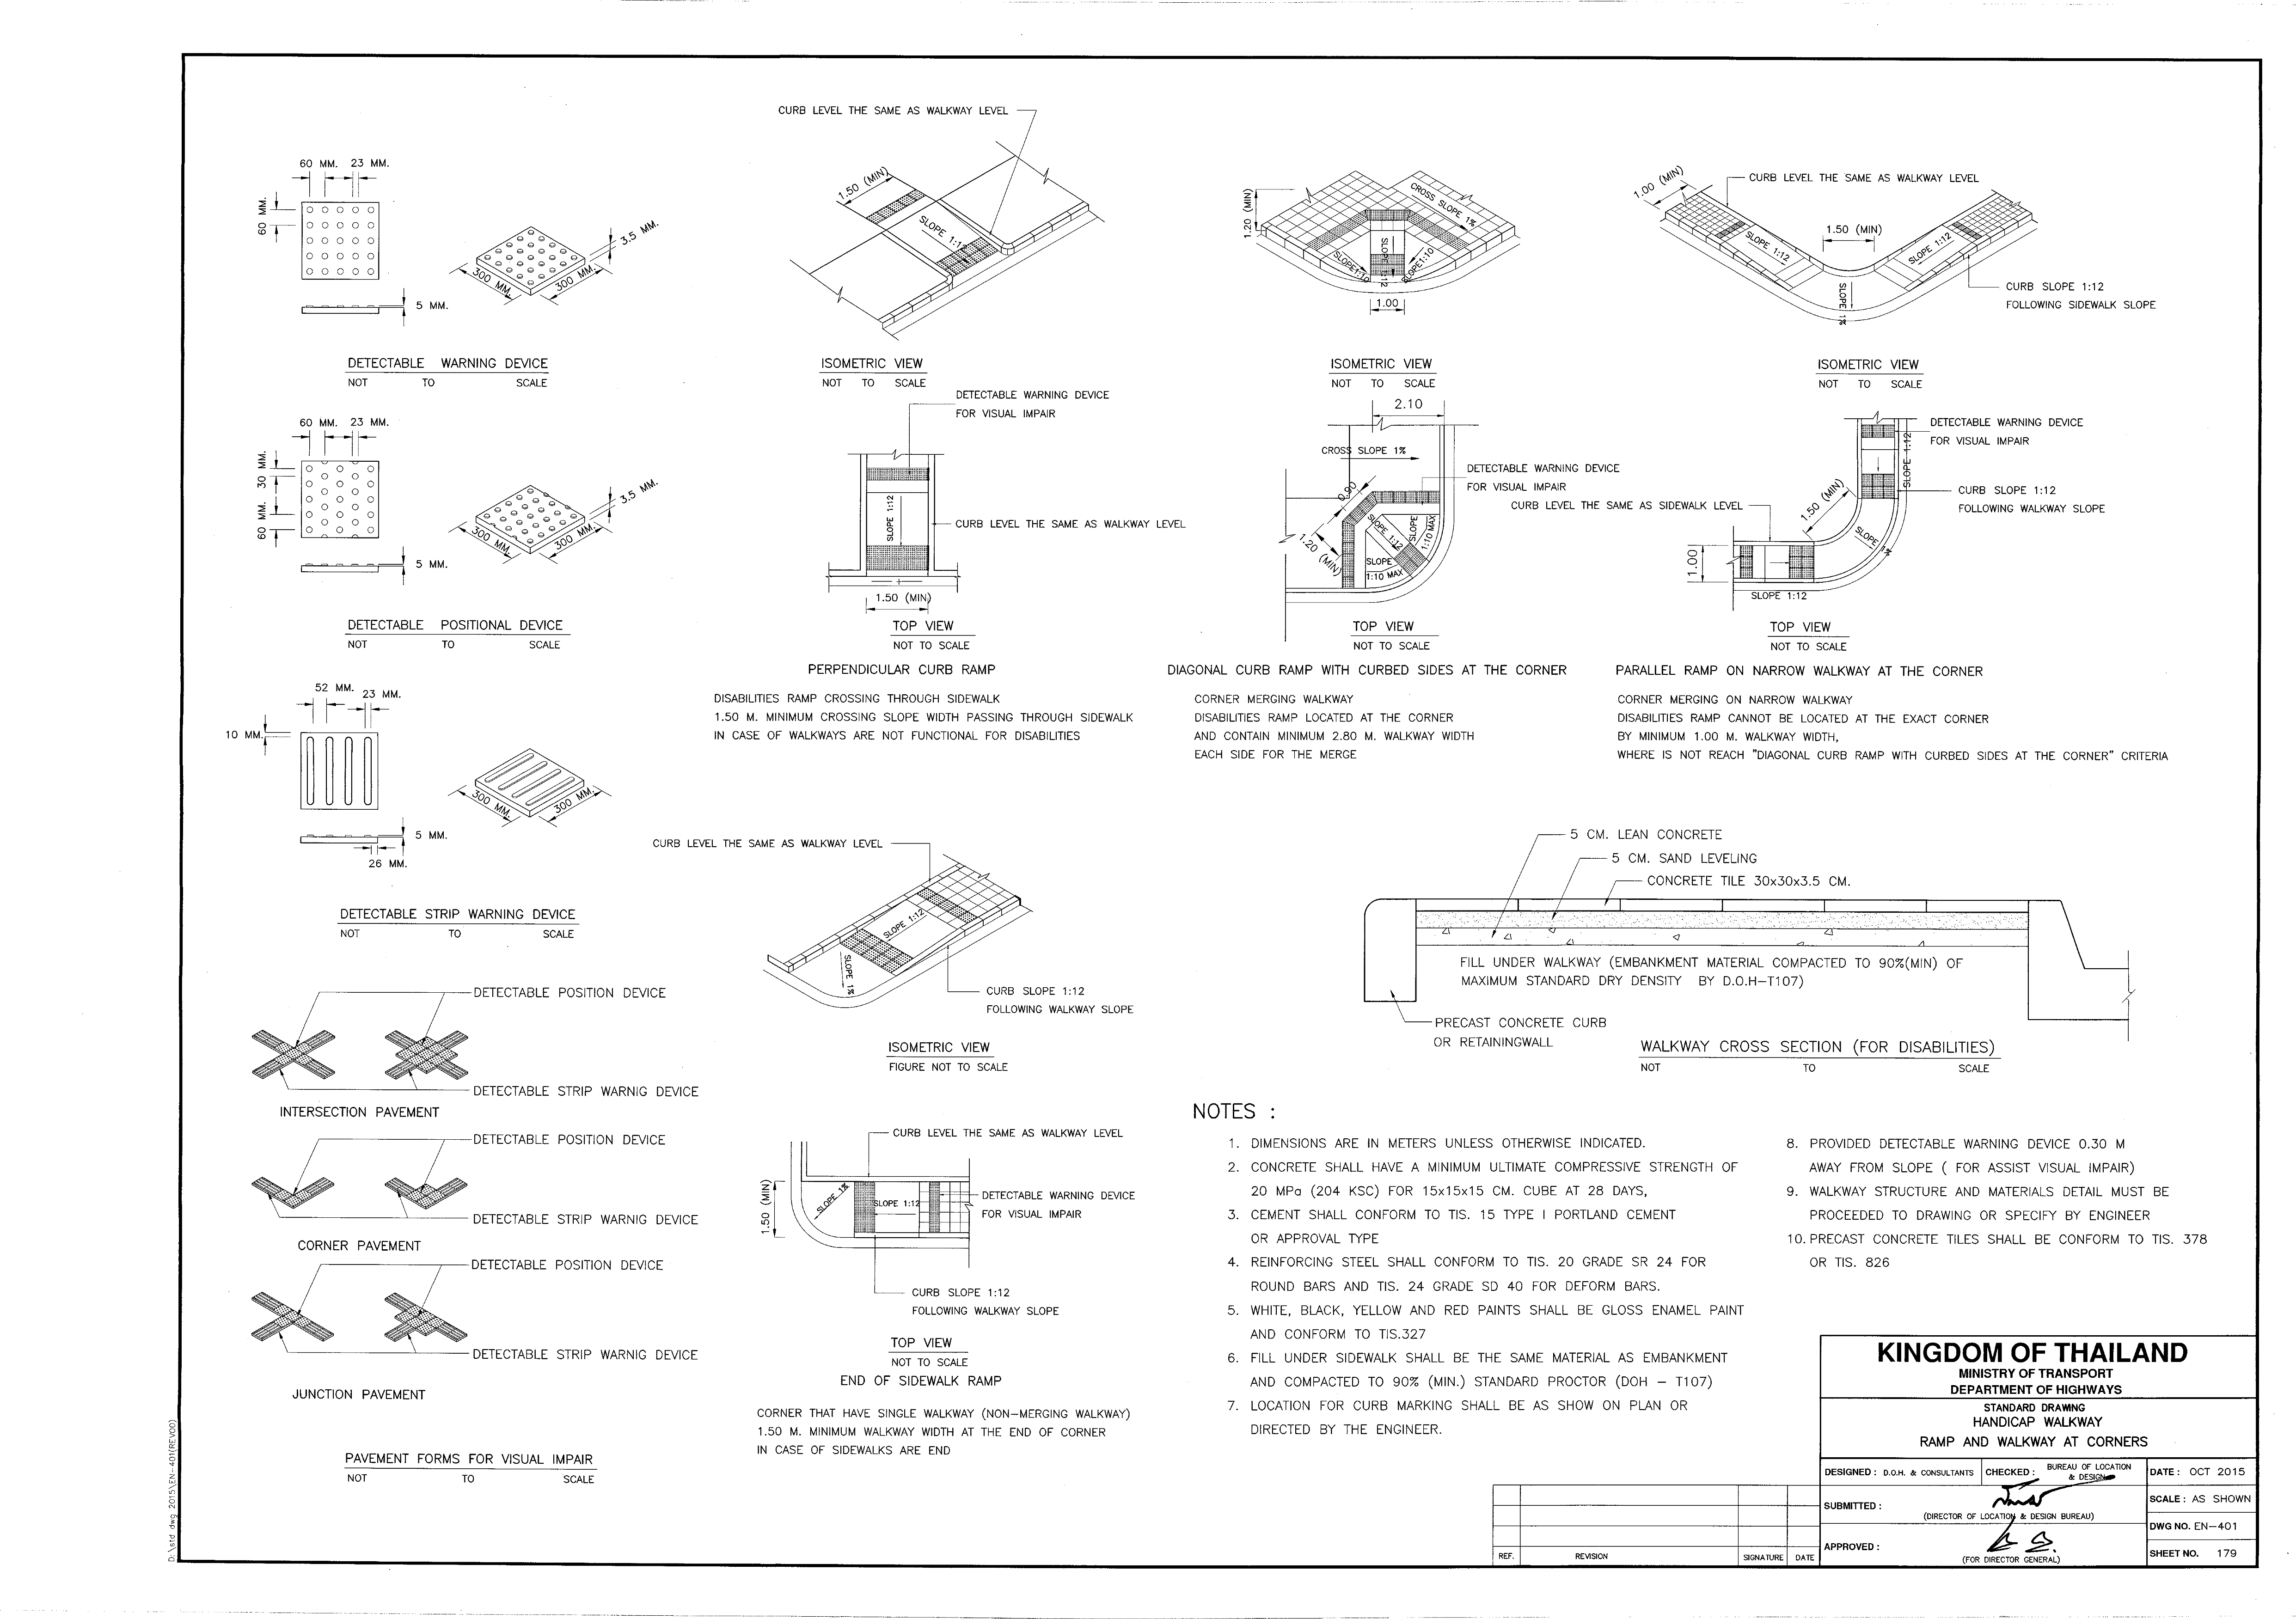 60 MM. 23 MM.
60 MM.
3.5 MM.
300 MM. 300 MM.
5 MM.
DETECTABLE WARNING DEVICE
NOT TO SCALE
60 MM. 23 MM.
30 MM.
60 MM.
3.5 MM.
300 MM. 300 MM.
5 MM.
DETECTABLE POSITIONAL DEVICE
NOT TO SCALE
52 MM. 23 MM.
10 MM.
300 MM. 300 MM.
5 MM.
26 MM.
DETECTABLE STRIP WARNING DEVICE
NOT TO SCALE
DETECTABLE POSITION DEVICE
DETECTABLE STRIP WARNIG DEVICE
INTERSECTION PAVEMENT
DETECTABLE POSITION DEVICE
DETECTABLE STRIP WARNIG DEVICE
CORNER PAVEMENT
DETECTABLE POSITION DEVICE
DETECTABLE STRIP WARNIG DEVICE
JUNCTION PAVEMENT
PAVEMENT FORMS FOR VISUAL IMPAIR
NOT TO SCALE
CURB LEVEL THE SAME AS WALKWAY LEVEL
1.50 (MIN)
SLOPE 1:12
ISOMETRIC VIEW
NOT TO SCALE
DETECTABLE WARNING DEVICE
FOR VISUAL IMPAIR
SLOPE 1:12
CURB LEVEL THE SAME AS WALKWAY LEVEL
1.50 (MIN)
TOP VIEW
NOT TO SCALE
PERPENDICULAR CURB RAMP
DISABILITIES RAMP CROSSING THROUGH SIDEWALK
1.50 M. MINIMUM CROSSING SLOPE WIDTH PASSING THROUGH SIDEWALK
IN CASE OF WALKWAYS ARE NOT FUNCTIONAL FOR DISABILITIES
CURB LEVEL THE SAME AS WALKWAY LEVEL
SLOPE 1:12
SLOPE 1%
CURB SLOPE 1:12
FOLLOWING WALKWAY SLOPE
ISOMETRIC VIEW
FIGURE NOT TO SCALE
CURB LEVEL THE SAME AS WALKWAY LEVEL
1.50 (MIN)
SLOPE 1%
SLOPE 1:12
DETECTABLE WARNING DEVICE
FOR VISUAL IMPAIR
CURB SLOPE 1:12
FOLLOWING WALKWAY SLOPE
TOP VIEW
NOT TO SCALE
END OF SIDEWALK RAMP
CORNER THAT HAVE SINGLE WALKWAY (NON-MERGING WALKWAY)
1.50 M. MINIMUM WALKWAY WIDTH AT THE END OF CORNER
IN CASE OF SIDEWALKS ARE END
1.20 (MIN)
CROSS SLOPE 1%
SLOPE1:10
SLOPE 1:12
SLOPE1:10
1.00
ISOMETRIC VIEW
NOT TO SCALE
2.10
CROSS SLOPE 1%
DETECTABLE WARNING DEVICE
FOR VISUAL IMPAIR
0.90
1.20 (MIN)
SLOPE 1:12
SLOPE
1:10 MAX
SLOPE
1:10 MAX
TOP VIEW
NOT TO SCALE
DIAGONAL CURB RAMP WITH CURBED SIDES AT THE CORNER
CORNER MERGING WALKWAY
DISABILITIES RAMP LOCATED AT THE CORNER
AND CONTAIN MINIMUM 2.80 M. WALKWAY WIDTH
EACH SIDE FOR THE MERGE
1.00 (MIN)
CURB LEVEL THE SAME AS WALKWAY LEVEL
1.50 (MIN)
SLOPE 1:12
SLOPE 1:12
SLOPE 1%
CURB SLOPE 1:12
FOLLOWING SIDEWALK SLOPE
ISOMETRIC VIEW
NOT TO SCALE
DETECTABLE WARNING DEVICE
FOR VISUAL IMPAIR
SLOPE 1:12
CURB SLOPE 1:12
FOLLOWING WALKWAY SLOPE
CURB LEVEL THE SAME AS SIDEWALK LEVEL
1.50 (MIN)
SLOPE 1%
1.00
SLOPE 1:12
TOP VIEW
NOT TO SCALE
PARALLEL RAMP ON NARROW WALKWAY AT THE CORNER
CORNER MERGING ON NARROW WALKWAY
DISABILITIES RAMP CANNOT BE LOCATED AT THE EXACT CORNER
BY MINIMUM 1.00 M. WALKWAY WIDTH,
WHERE IS NOT REACH "DIAGONAL CURB RAMP WITH CURBED SIDES AT THE CORNER" CRITERIA
5 CM. LEAN CONCRETE
5 CM. SAND LEVELING
CONCRETE TILE 30x30x3.5 CM.
FILL UNDER WALKWAY (EMBANKMENT MATERIAL COMPACTED TO 90%(MIN) OF
MAXIMUM STANDARD DRY DENSITY BY D.O.H-T107)
PRECAST CONCRETE CURB
OR RETAININGWALL
WALKWAY CROSS SECTION (FOR DISABILITIES)
NOT TO SCALE
NOTES :
1. DIMENSIONS ARE IN METERS UNLESS OTHERWISE INDICATED.
2. CONCRETE SHALL HAVE A MINIMUM ULTIMATE COMPRESSIVE STRENGTH OF
20 MPa (204 KSC) FOR 15x15x15 CM. CUBE AT 28 DAYS,
3. CEMENT SHALL CONFORM TO TIS. 15 TYPE I PORTLAND CEMENT
OR APPROVAL TYPE
4. REINFORCING STEEL SHALL CONFORM TO TIS. 20 GRADE SR 24 FOR
ROUND BARS AND TIS. 24 GRADE SD 40 FOR DEFORM BARS.
5. WHITE, BLACK, YELLOW AND RED PAINTS SHALL BE GLOSS ENAMEL PAINT
AND CONFORM TO TIS.327
6. FILL UNDER SIDEWALK SHALL BE THE SAME MATERIAL AS EMBANKMENT
AND COMPACTED TO 90% (MIN.) STANDARD PROCTOR (DOH - T107)
7. LOCATION FOR CURB MARKING SHALL BE AS SHOW ON PLAN OR
DIRECTED BY THE ENGINEER.
8. PROVIDED DETECTABLE WARNING DEVICE 0.30 M
AWAY FROM SLOPE ( FOR ASSIST VISUAL IMPAIR)
9. WALKWAY STRUCTURE AND MATERIALS DETAIL MUST BE
PROCEEDED TO DRAWING OR SPECIFY BY ENGINEER
10. PRECAST CONCRETE TILES SHALL BE CONFORM TO TIS. 378
OR TIS. 826
KINGDOM OF THAILAND
MINISTRY OF TRANSPORT
DEPARTMENT OF HIGHWAYS
STANDARD DRAWING
HANDICAP WALKWAY
RAMP AND WALKWAY AT CORNERS
DESIGNED : D.O.H. & CONSULTANTS CHECKED : BUREAU OF LOCATION & DESIGN DATE : OCT 2015
SUBMITTED :
(DIRECTOR OF LOCATION & DESIGN BUREAU)
SCALE : AS SHOWN
DWG NO. EN-401
APPROVED :
(FOR DIRECTOR GENERAL)
SHEET NO. 179
REF. REVISION SIGNATURE DATE
D:\std dwg 2015\EN-401(REV00)